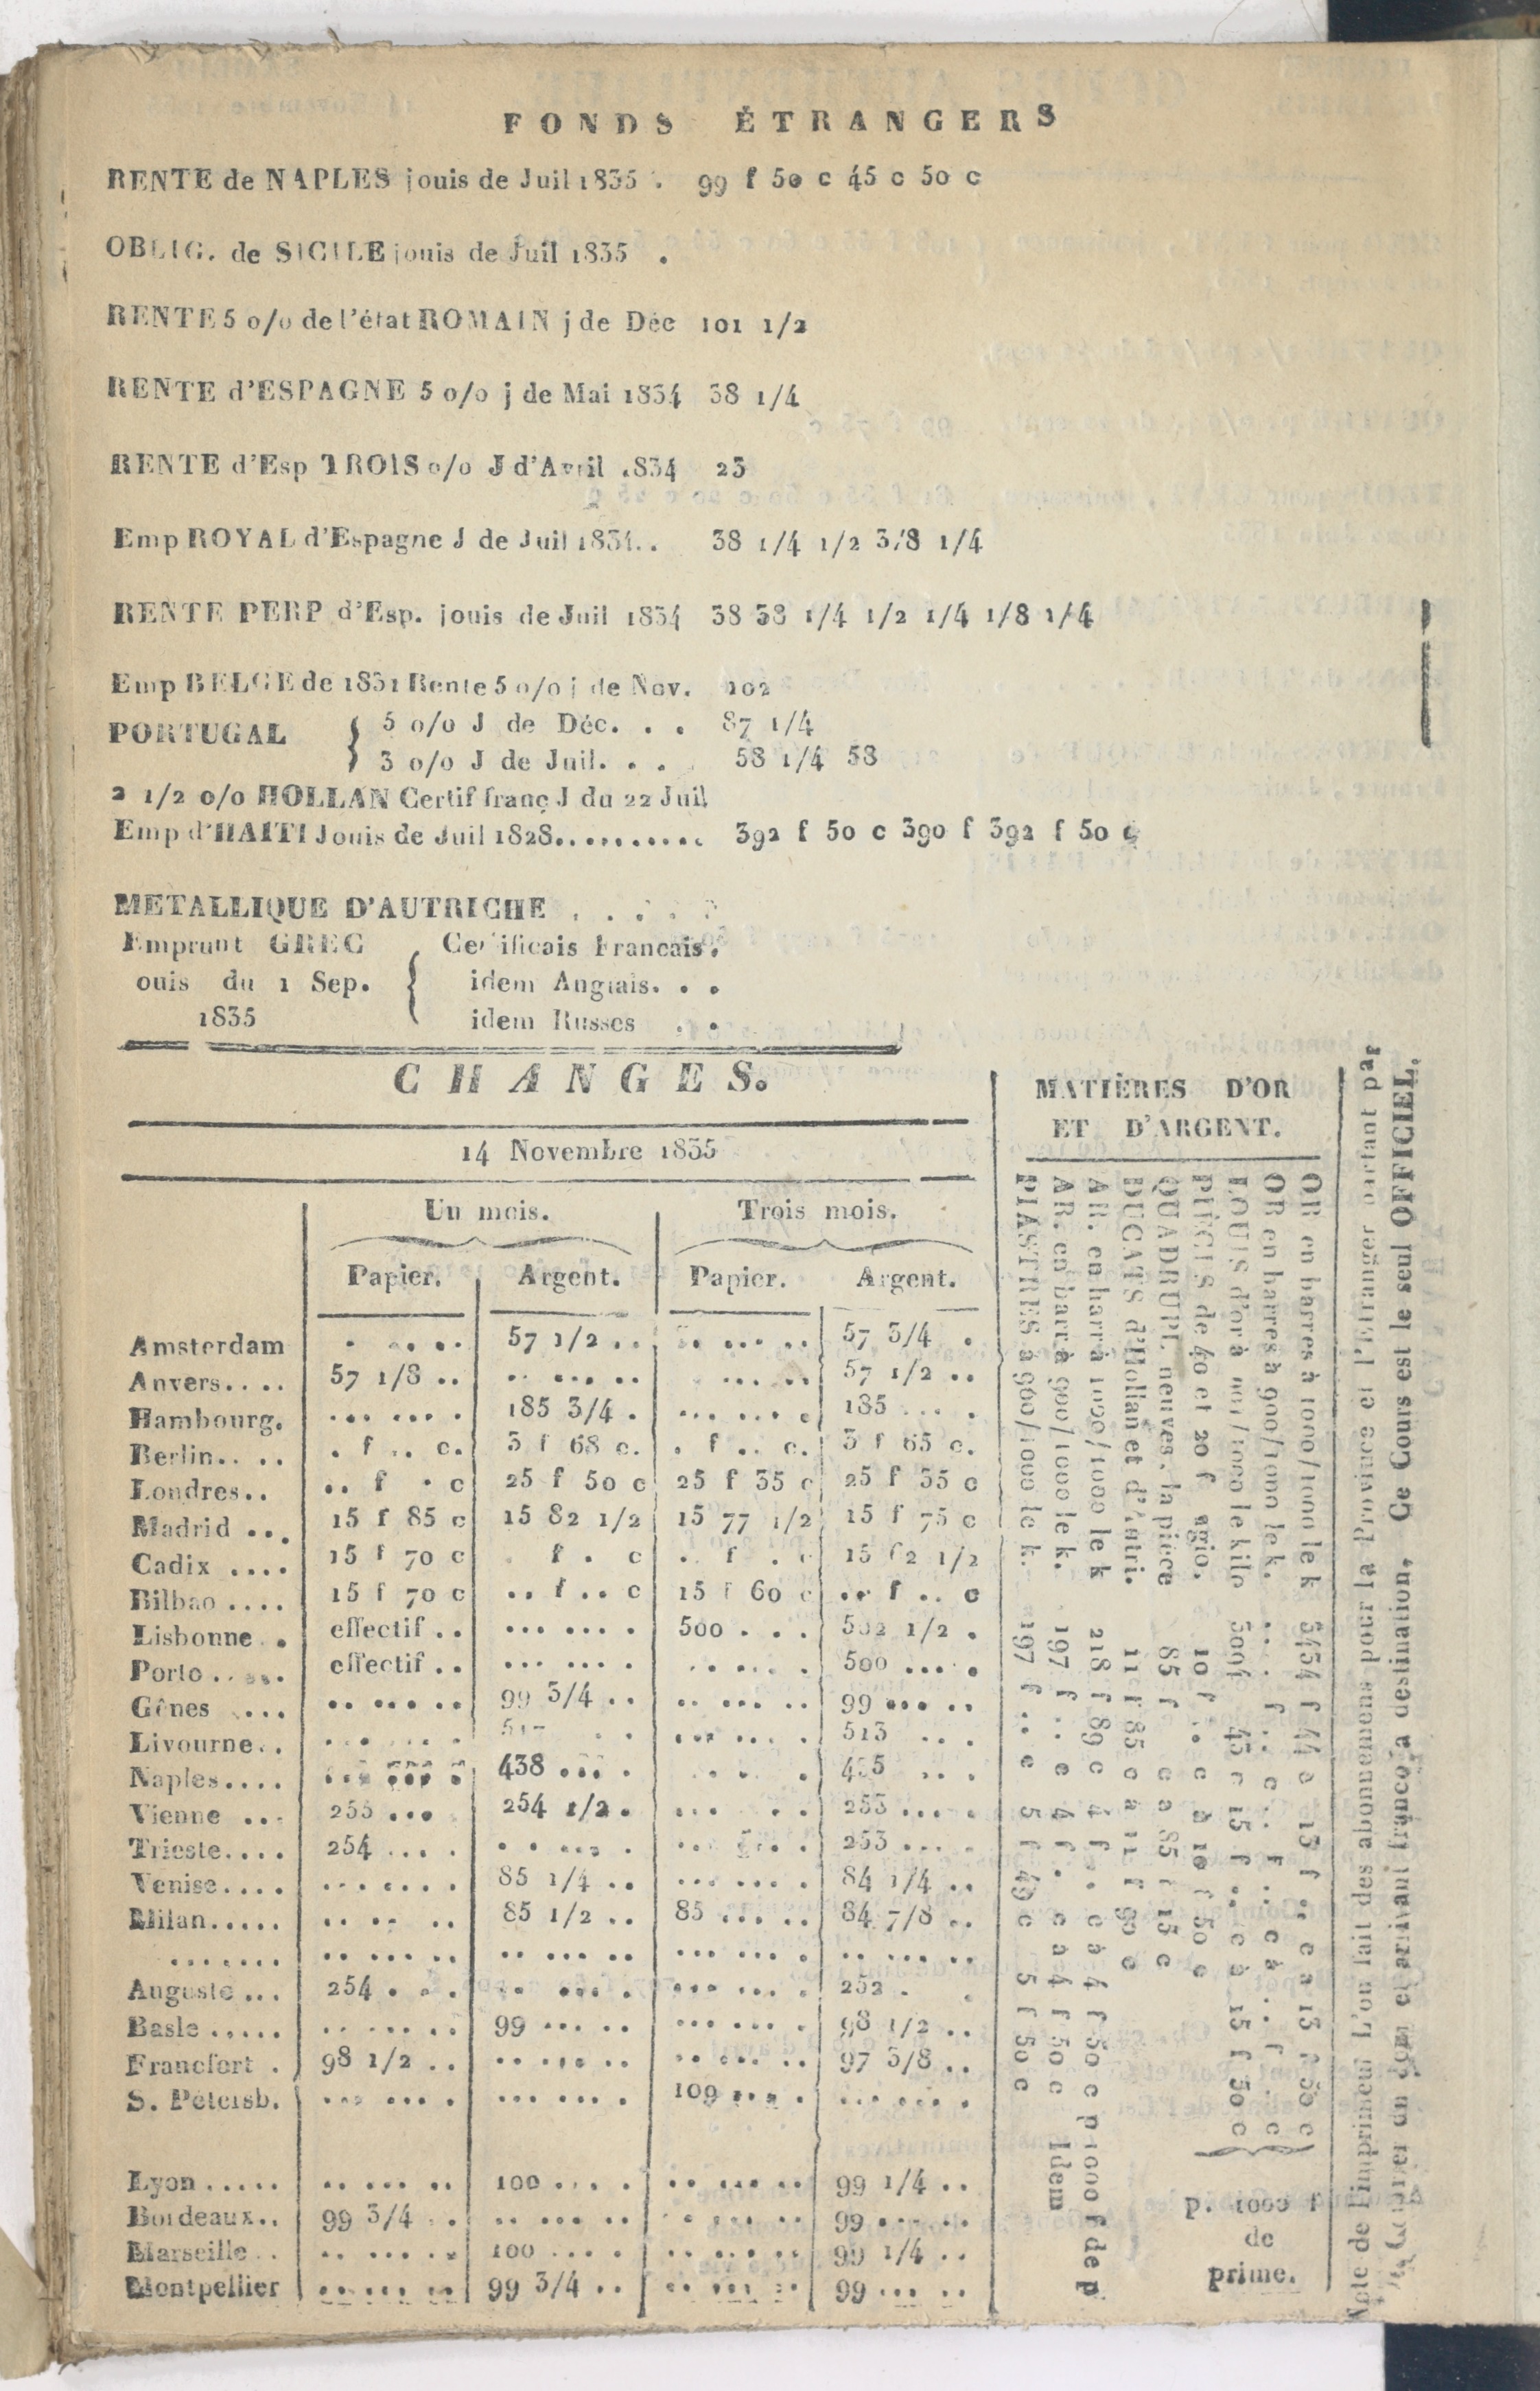 FONDS ÉTRANGERS
RENTE de NAPLES jouis de Juil 1835 . 99 f 50 c 45 c 50 c
OBLIG. de SICILE jouis de Juil 1835 .
RENTE 5 o/o de l'état ROMAIN j de Déc 101 1/2
RENTE d'ESPAGNE 5 o/o j de Mai 1834 38 1/4
RENTE d'Esp TROIS o/o J d'Avril .834 23
Emp ROYAL d'Espagne J de Juil 1834.. 38 1/4 1/2 3/8 1/4
RENTE PERP d'Esp. jouis de Juil 1834 38 38 1/4 1/2 1/4 1/8 1/4
Emp BELGE de 1831 Rente 5 o/o j de Nov. 102
PORTUGAL { 5 o/o J de Déc. . . 87 1/4
3 o/o J de Juil. . . 58 1/4 58
2 1/2 o/o HOLLAN Certif franç J du 22 Juil
Emp d'HAITI Jouis de Juil 1828.......... 392 f 50 c 390 f 392 f 50 c
METALLIQUE D'AUTRICHE . . . .
Emprunt GREC { Certificais Francais.
ouis du 1 Sep. idem Anglais. . .
1835 idem Russes . .
CHANGES.
14 Novembre 1835
Un mois. Trois mois.
Papier. Argent. Papier. Argent.
Amsterdam . .... 57 1/2 .. .. ... .. 57 3/4 .
Anvers.... 57 1/8 .. .. ... .. ... .. 57 1/2 ..
Hambourg. ... ... . 185 3/4 . ... ... . 185 ... .
Berlin.. .. . f .. c. 3 f 68 c. . f .. c. 3 f 65 c.
Londres.. .. f . c 25 f 50 c 25 f 35 c 25 f 35 c
Madrid ... 15 f 85 c 15 82 1/2 15 77 1/2 15 f 75 c
Cadix .... 15 f 70 c . f . c . f . c 15 62 1/2
Bilbao .... 15 f 70 c .. f .. c 15 f 60 c .. f .. c
Lisbonne . . effectif .. ... ... . 500 . . . 502 1/2 .
Porto ..... effectif .. ... ... . ... ... 500 ... .
Gênes .... .. ... .. 99 3/4 .. .. ... .. 99 ... ..
Livourne.. ... ... . . . ... ... . 513 ... .
Naples.... ... ... . 438 ... . . . . . 435 .. .
Vienne ... 255 ... 254 1/2 . ... . . 253 ... .
Trieste.... 254 .... . . ... . ... ... . 253 ... .
Venise.... ... ... . 85 1/4 .. ... ... . 84 1/4 ..
Milan..... .. .. .. 85 1/2 .. 85 ... .. 84 7/8 ..
....... .. ... .. .. ... .. ... ... . .. ... ..
Auguste ... 254 . . . .. ... . ... ... . 252 . .
Basle ..... .. ... .. 99 ... .. ... ... . 98 1/2 ..
Francfort . 98 1/2 .. .. ... .. .. ... .. 97 3/8 ..
S. Pétersb. ... ... . ... ... . 109 ... . ... ... .
Lyon ..... .. ... .. 100 ... . .. ... .. 99 1/4 ..
Bordeaux.. 99 3/4 . . .. ... .. . ... .. 99 ... ..
Marseille .. .. ... .. 100 ... . .. ... .. 99 1/4 ..
Montpellier .. ... .. 99 3/4 .. .. ... .. 99 ... ..
MATIÈRES D'OR
ET D'ARGENT.
OR en barres à 1000/1000 le k 3434 f 44 c 13 f .. c a 13 f 50 c
OR en barres à 900/1000 le k. ... f .. c .. f .. c à .. f .. c
LOUIS d'or à 901/1000 le kilo 3094 43 c 15 f .. c à 15 f 50 c
PIÈCES de 40 et 20 f agio. 10 f .. c à 10 f 50 c
QUADRUPL neuves, la pièce 85 f c a 85 f 15 c
DUCATS d'Hollan et d'Autri. 11 f 85 c a 11 f 90 c
AR. en barr à 1000/1000 le k 218 f 89 c 4 f .. c à 4 f 50 c p 1000 f de p
AR. en barr à 900/1000 le k. 197 f .. c 4 f . c a 4 f 50 c Idem
PIASTRES à 900/1000 le k. 197 f .. c 5 f 49 c 5 f 50 c
p. 1000 f
de
prime.
Note de l'imprimeur L'on fait des abonnemens pour la Province et l'Etranger partant par
et arrivant franco à destination, Ce Cours est le seul OFFICIEL.